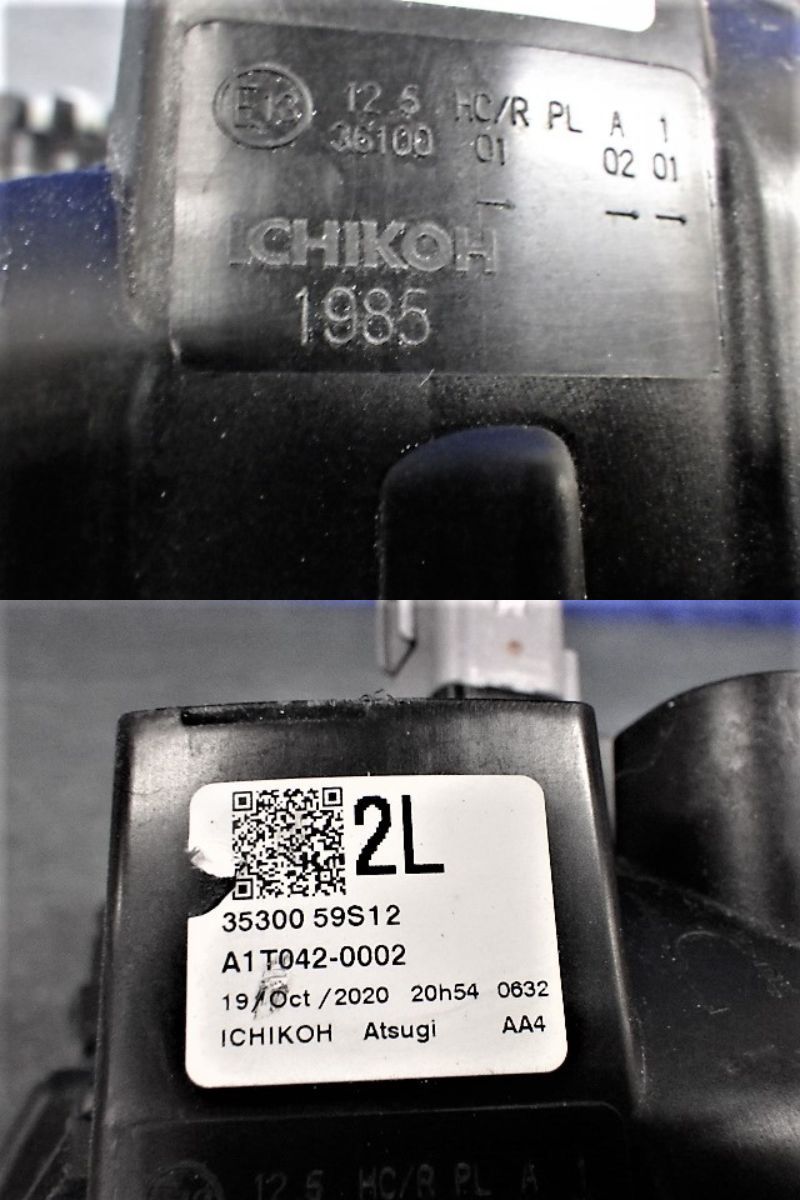 E13 12.5 HC/R PL A 1
36100 01 02 01
→ → →
ICHIKOH
1985
2L
35300 59S12
A1T042-0002
19/Oct/2020 20h54 0632
ICHIKOH Atsugi AA4
12.5 HC/R PL A 1